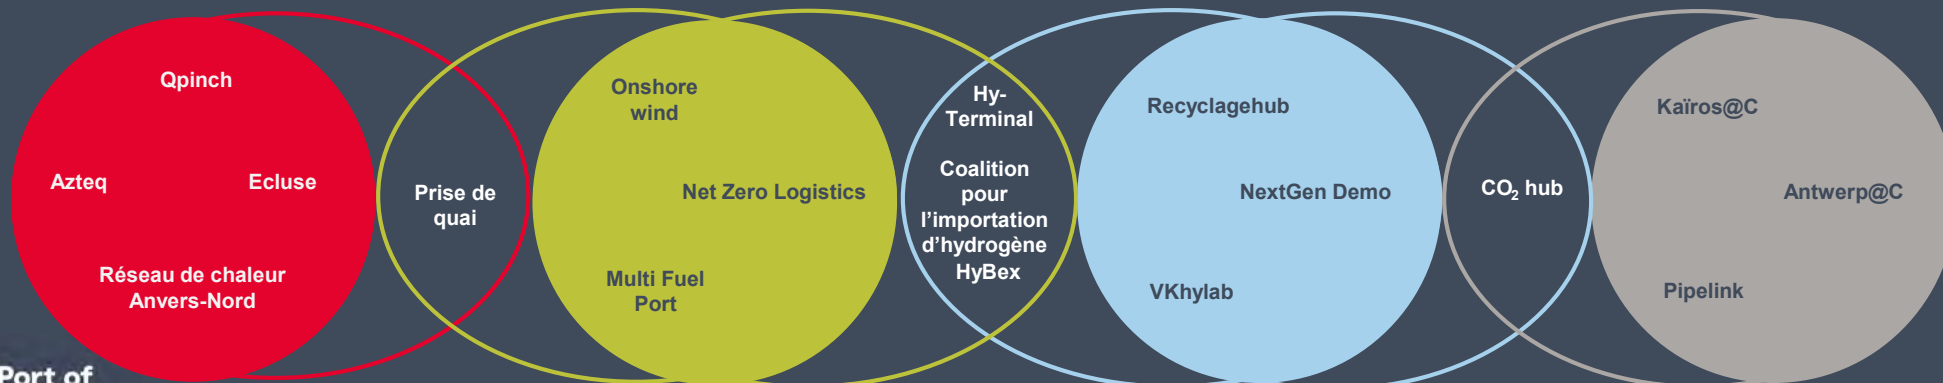 Qpinch
Azteq
Ecluse
Réseau de chaleur
Anvers-Nord
Prise de
quai
Onshore
wind
Net Zero Logistics
Multi Fuel
Port
Hy-
Terminal
Coalition
pour
l'importation
d'hydrogène
HyBex
Recyclagehub
NextGen Demo
VKhylab
CO₂ hub
Kaïros@C
Antwerp@C
Pipelink
Port of